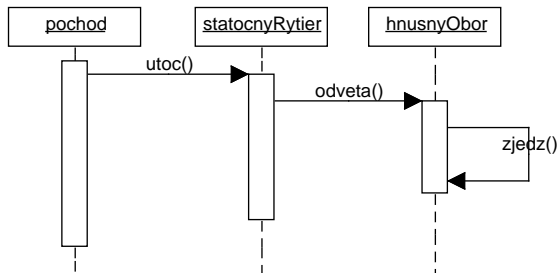 pochod
statocnyRytier
hnusnyObor
utoc()
odveta()
zjedz()